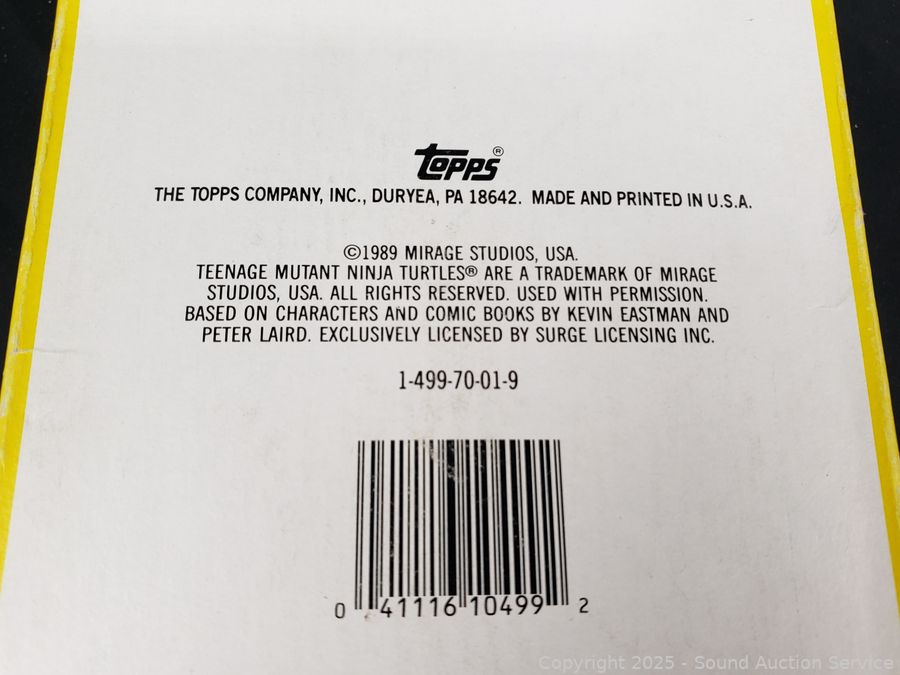 topps®
THE TOPPS COMPANY, INC., DURYEA, PA 18642. MADE AND PRINTED IN U.S.A.
©1989 MIRAGE STUDIOS, USA.
TEENAGE MUTANT NINJA TURTLES® ARE A TRADEMARK OF MIRAGE
STUDIOS, USA. ALL RIGHTS RESERVED. USED WITH PERMISSION.
BASED ON CHARACTERS AND COMIC BOOKS BY KEVIN EASTMAN AND
PETER LAIRD. EXCLUSIVELY LICENSED BY SURGE LICENSING INC.
1-499-70-01-9
0 41116 10499 2
Copyright 2025 - Sound Auction Service